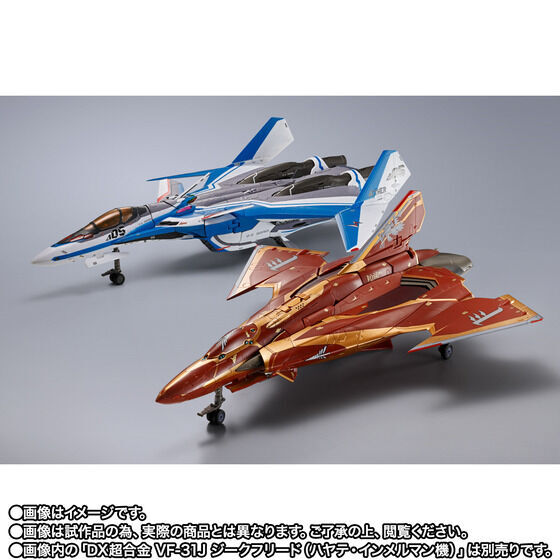 05
●画像はイメージです。
●画像は試作品の為、実際の商品とは異なります。ご了承の上、ご覧ください。
●画像内の「DX超合金 VF-31J ジークフリード（ハヤテ・インメルマン機）」は別売りです。